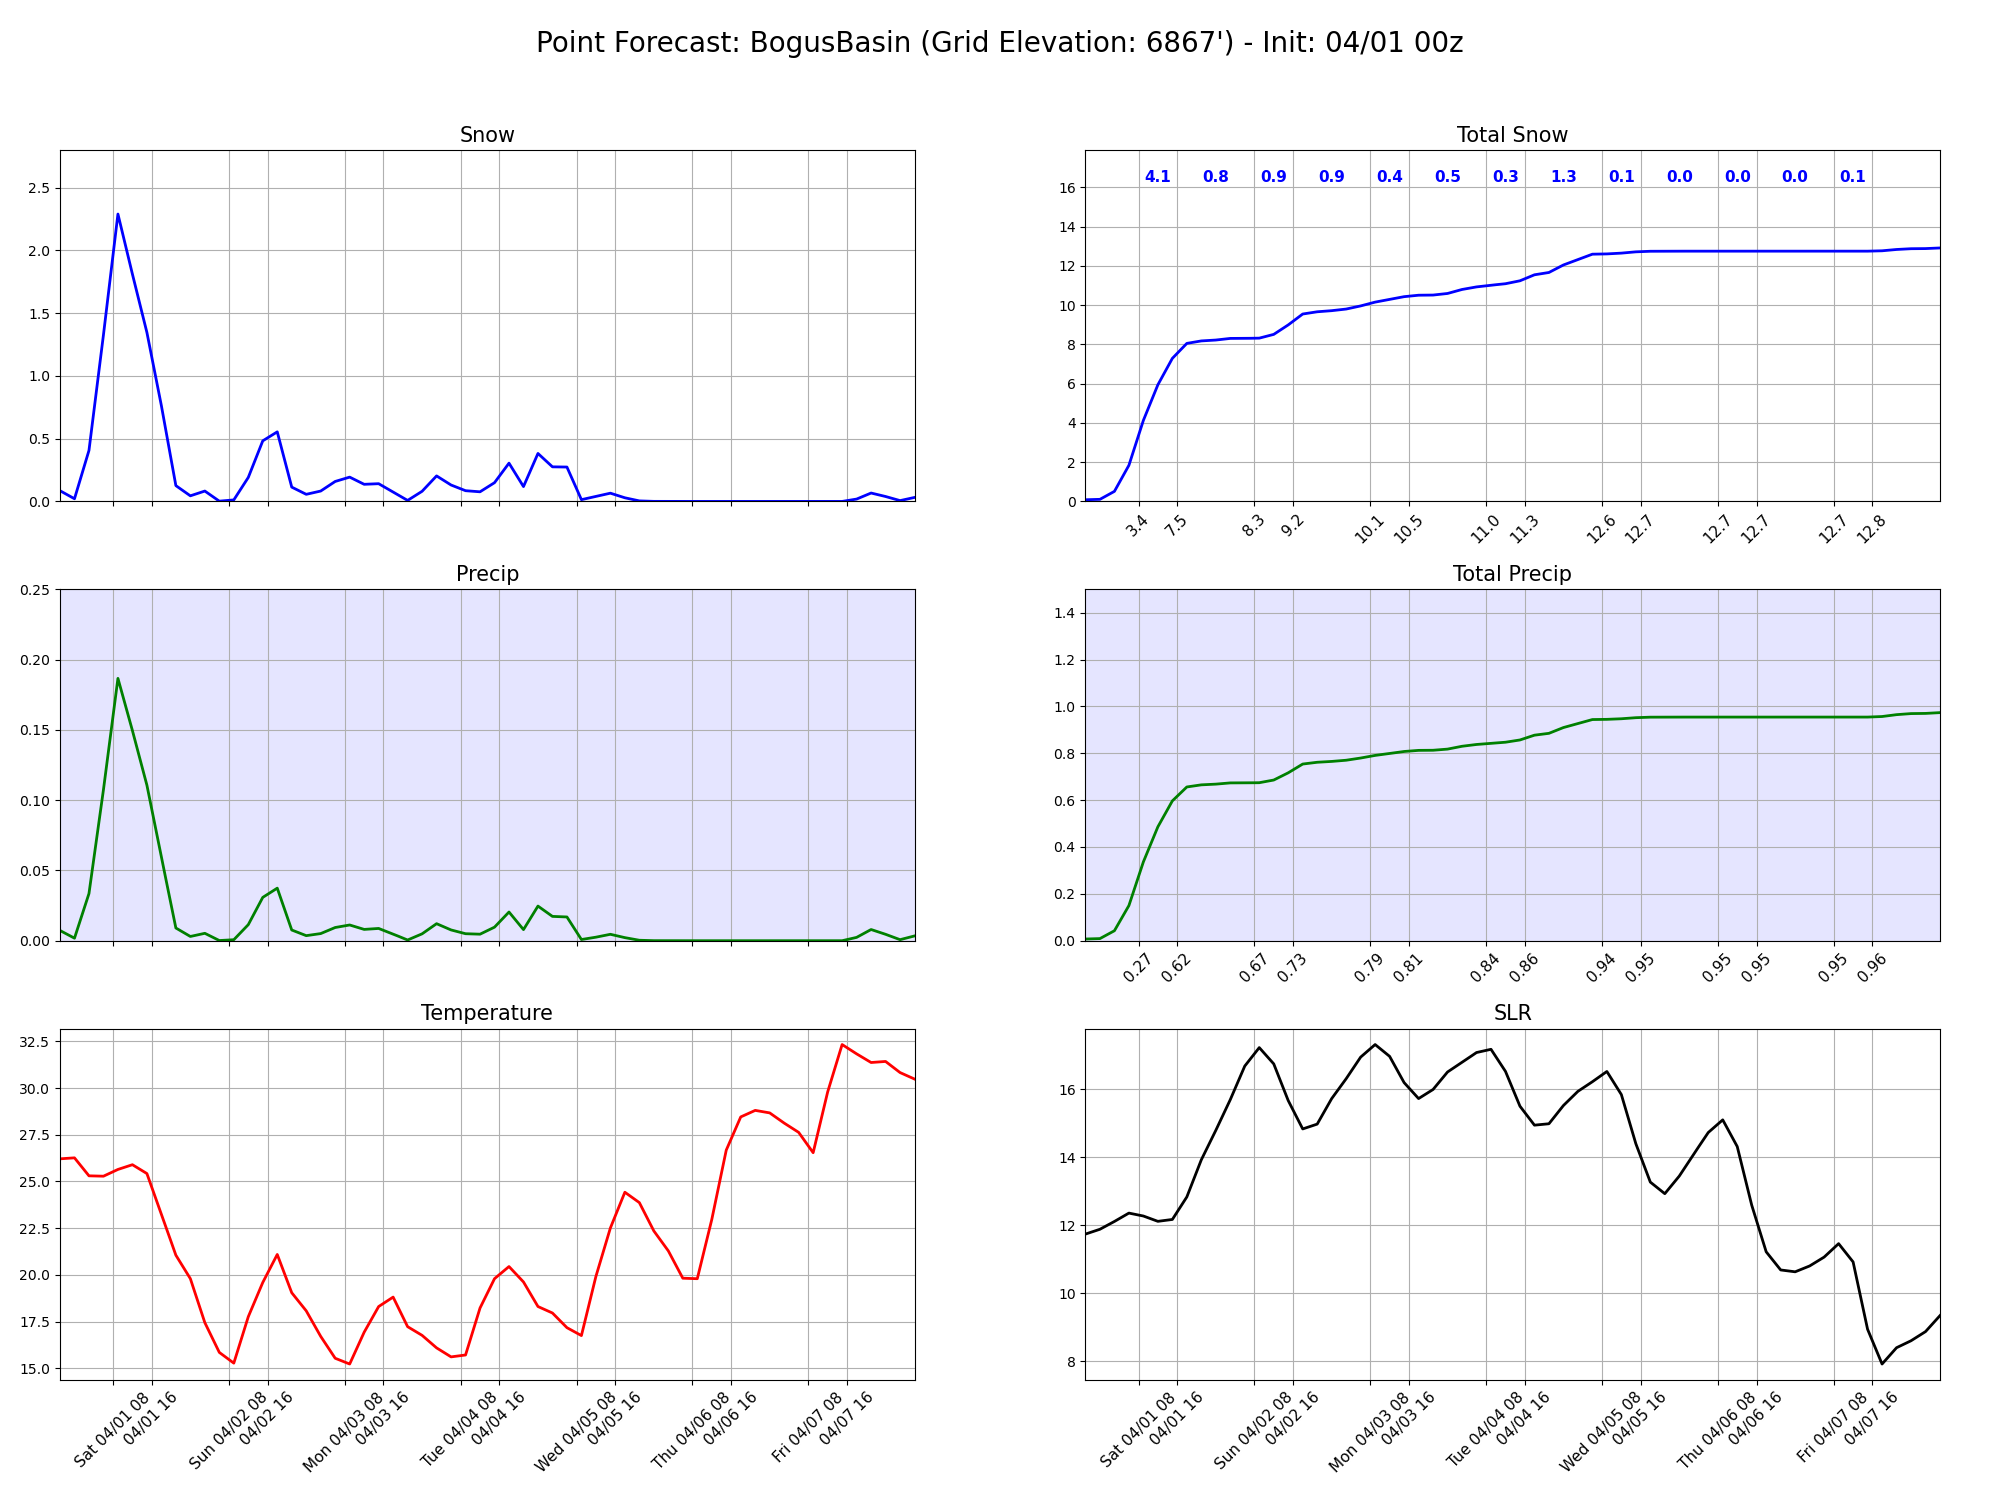 Point Forecast: BogusBasin (Grid Elevation: 6867') - Init: 04/01 00z
Snow
2.5
2.0
1.5
1.0
0.5
0.0
Total Snow
4.1 0.8 0.9 0.9 0.4 0.5 0.3 1.3 0.1 0.0 0.0 0.0 0.1
16
14
12
10
8
6
4
2
0
3.4 7.5 8.3 9.2 10.1 10.5 11.0 11.3 12.6 12.7 12.7 12.7 12.7 12.8
Precip
0.25
0.20
0.15
0.10
0.05
0.00
Total Precip
1.4
1.2
1.0
0.8
0.6
0.4
0.2
0.0
0.27 0.62 0.67 0.73 0.79 0.81 0.84 0.86 0.94 0.95 0.95 0.95 0.95 0.96
Temperature
32.5
30.0
27.5
25.0
22.5
20.0
17.5
15.0
Sat 04/01 08
04/01 16
Sun 04/02 08
04/02 16
Mon 04/03 08
04/03 16
Tue 04/04 08
04/04 16
Wed 04/05 08
04/05 16
Thu 04/06 08
04/06 16
Fri 04/07 08
04/07 16
SLR
16
14
12
10
8
Sat 04/01 08
04/01 16
Sun 04/02 08
04/02 16
Mon 04/03 08
04/03 16
Tue 04/04 08
04/04 16
Wed 04/05 08
04/05 16
Thu 04/06 08
04/06 16
Fri 04/07 08
04/07 16